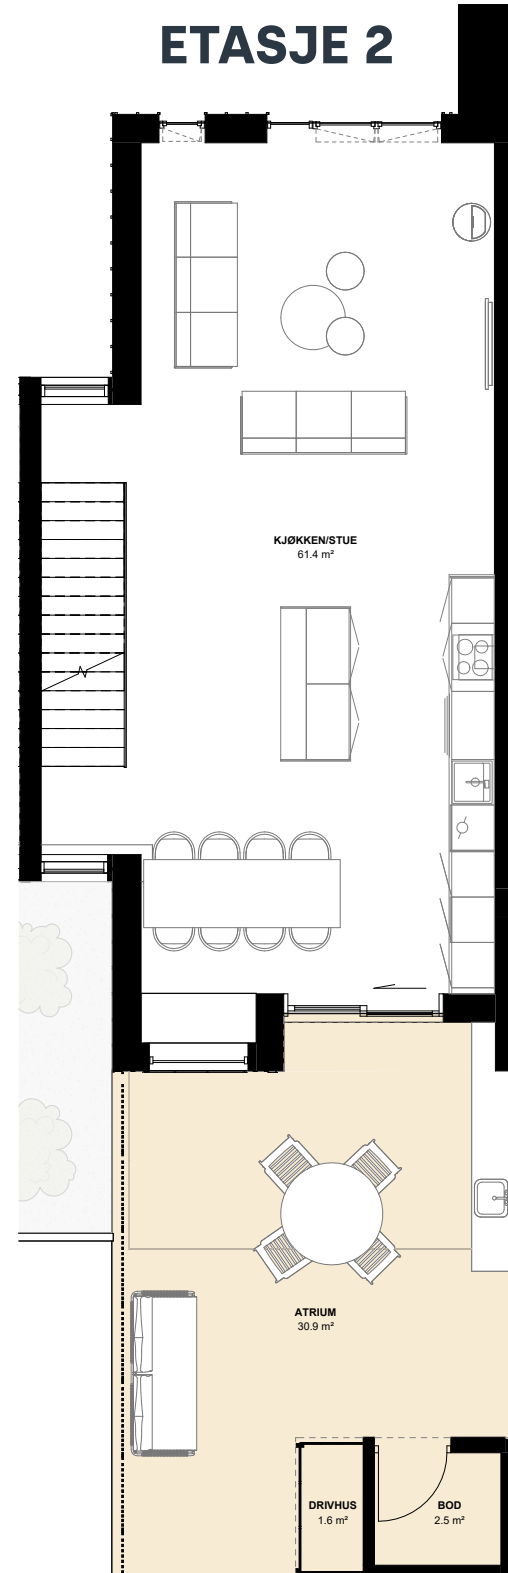 ETASJE 2
KJØKKEN/STUE
61.4 m²
ATRIUM
30.9 m²
DRIVHUS
1.6 m²
BOD
2.5 m²